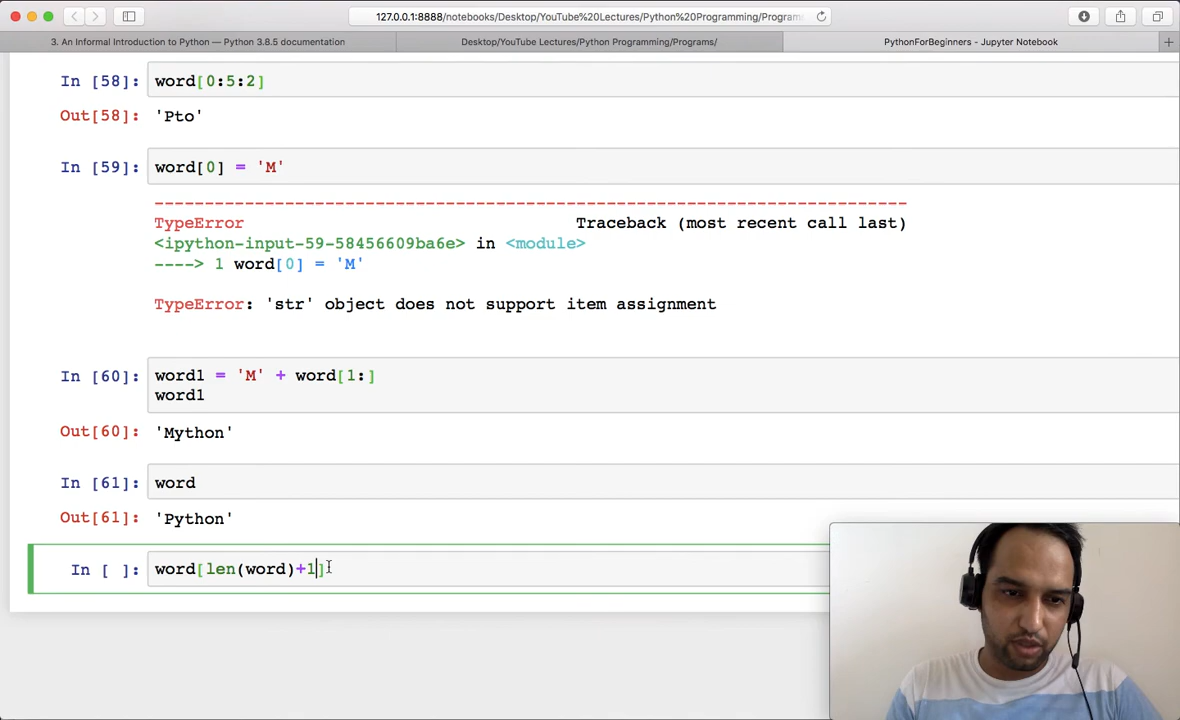 127.0.0.1:8888/notebooks/Desktop/YouTube%20Lectures/Python%20Programming/Program
3. An Informal Introduction to Python — Python 3.8.5 documentation
Desktop/YouTube Lectures/Python Programming/Programs/
PythonForBeginners - Jupyter Notebook
In [58]: word[0:5:2]
Out[58]: 'Pto'
In [59]: word[0] = 'M'
---------------------------------------------------------------------------
TypeError Traceback (most recent call last)
<ipython-input-59-58456609ba6e> in <module>
----> 1 word[0] = 'M'
TypeError: 'str' object does not support item assignment
In [60]: word1 = 'M' + word[1:]
word1
Out[60]: 'Mython'
In [61]: word
Out[61]: 'Python'
In [ ]: word[len(word)+1]